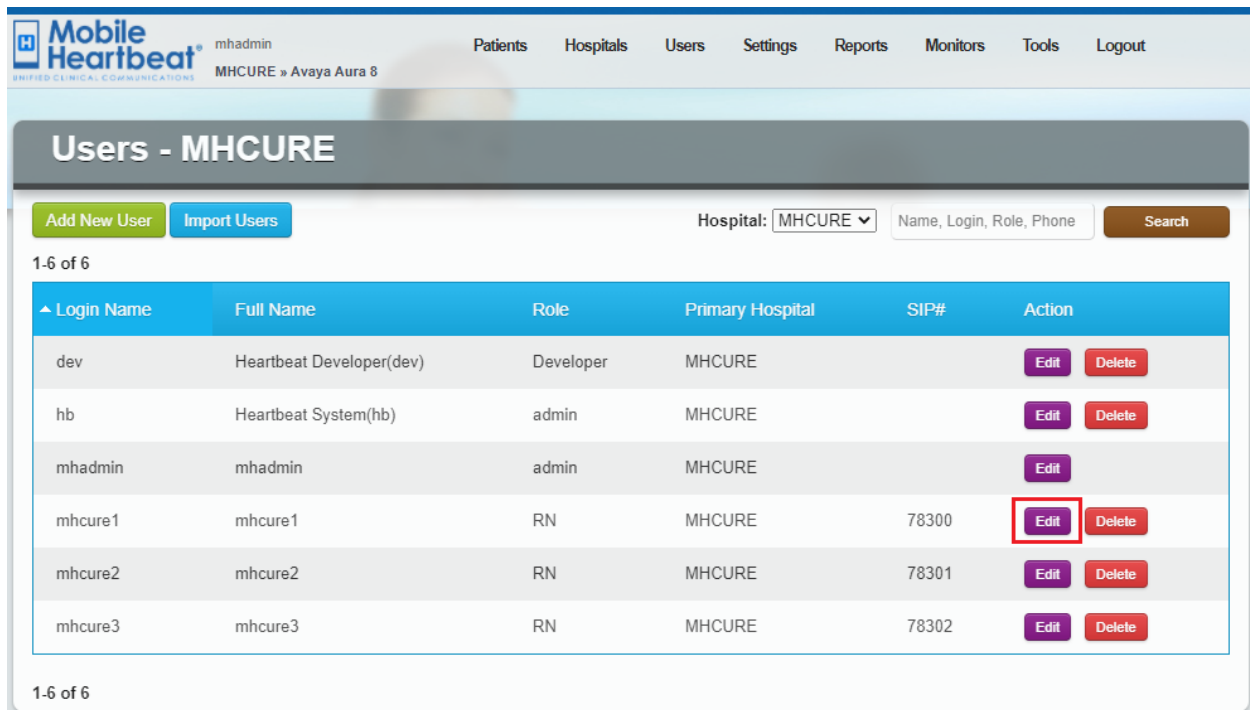 Mobile
Heartbeat®
UNIFIED CLINICAL COMMUNICATIONS
mhadmin
MHCURE » Avaya Aura 8
Patients Hospitals Users Settings Reports Monitors Tools Logout
Users - MHCURE
Add New User Import Users Hospital: MHCURE Name, Login, Role, Phone Search
1-6 of 6
Login Name Full Name Role Primary Hospital SIP# Action
dev Heartbeat Developer(dev) Developer MHCURE Edit Delete
hb Heartbeat System(hb) admin MHCURE Edit Delete
mhadmin mhadmin admin MHCURE Edit
mhcure1 mhcure1 RN MHCURE 78300 Edit Delete
mhcure2 mhcure2 RN MHCURE 78301 Edit Delete
mhcure3 mhcure3 RN MHCURE 78302 Edit Delete
1-6 of 6